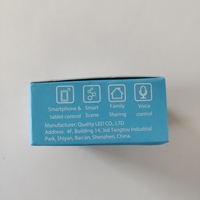 Smartphone & Smart Family Voice
tablet control Scene Sharing control
Manufacturer: Quality LED CO., LTD
Address: 4F, Building 14, 3rd Tangtou Industrial
Park, Shiyan, Bao'an, Shenzhen, China